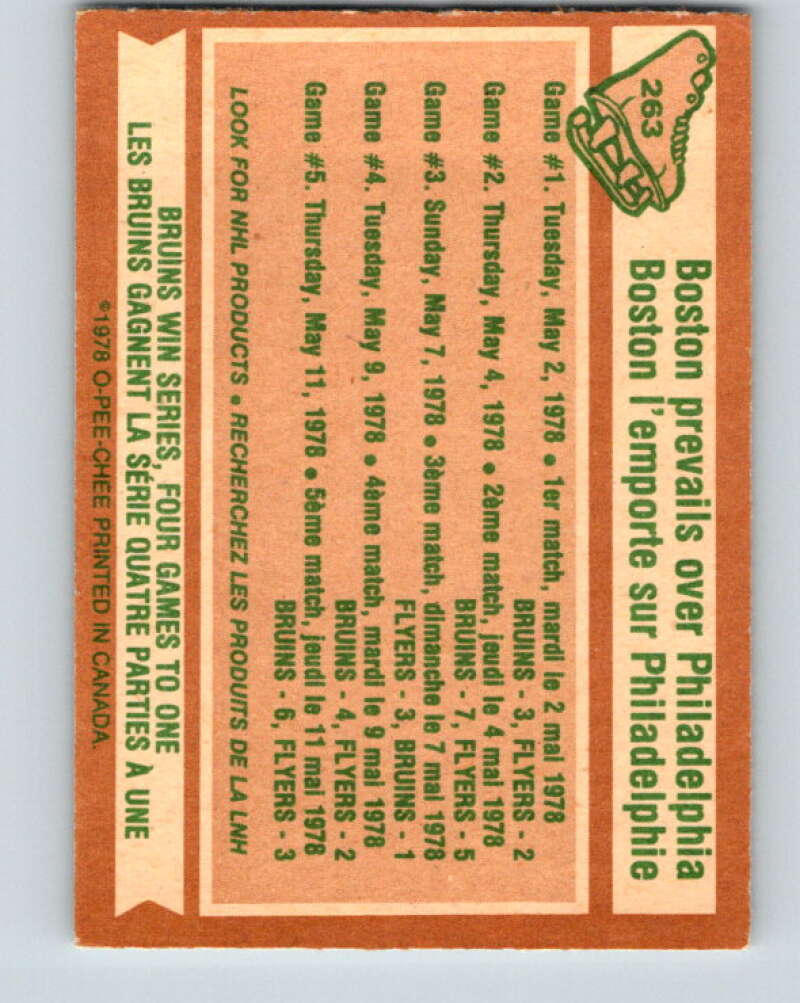 263
Boston prevails over Philadelphia
Boston l'emporte sur Philadelphie
Game #1. Tuesday, May 2, 1978 • 1er match, mardi le 2 mai 1978
BRUINS - 3, FLYERS - 2
Game #2. Thursday, May 4, 1978 • 2ème match, jeudi le 4 mai 1978
BRUINS - 7, FLYERS - 5
Game #3. Sunday, May 7, 1978 • 3ème match, dimanche le 7 mai 1978
FLYERS - 3, BRUINS - 1
Game #4. Tuesday, May 9, 1978 • 4ème match, mardi le 9 mai 1978
BRUINS - 4, FLYERS - 2
Game #5. Thursday, May 11, 1978 • 5ème match, jeudi le 11 mai 1978
BRUINS - 6, FLYERS - 3
LOOK FOR NHL PRODUCTS • RECHERCHEZ LES PRODUITS DE LA LNH
BRUINS WIN SERIES, FOUR GAMES TO ONE
LES BRUINS GAGNENT LA SÉRIE QUATRE PARTIES À UNE
©1978 O-PEE-CHEE PRINTED IN CANADA.